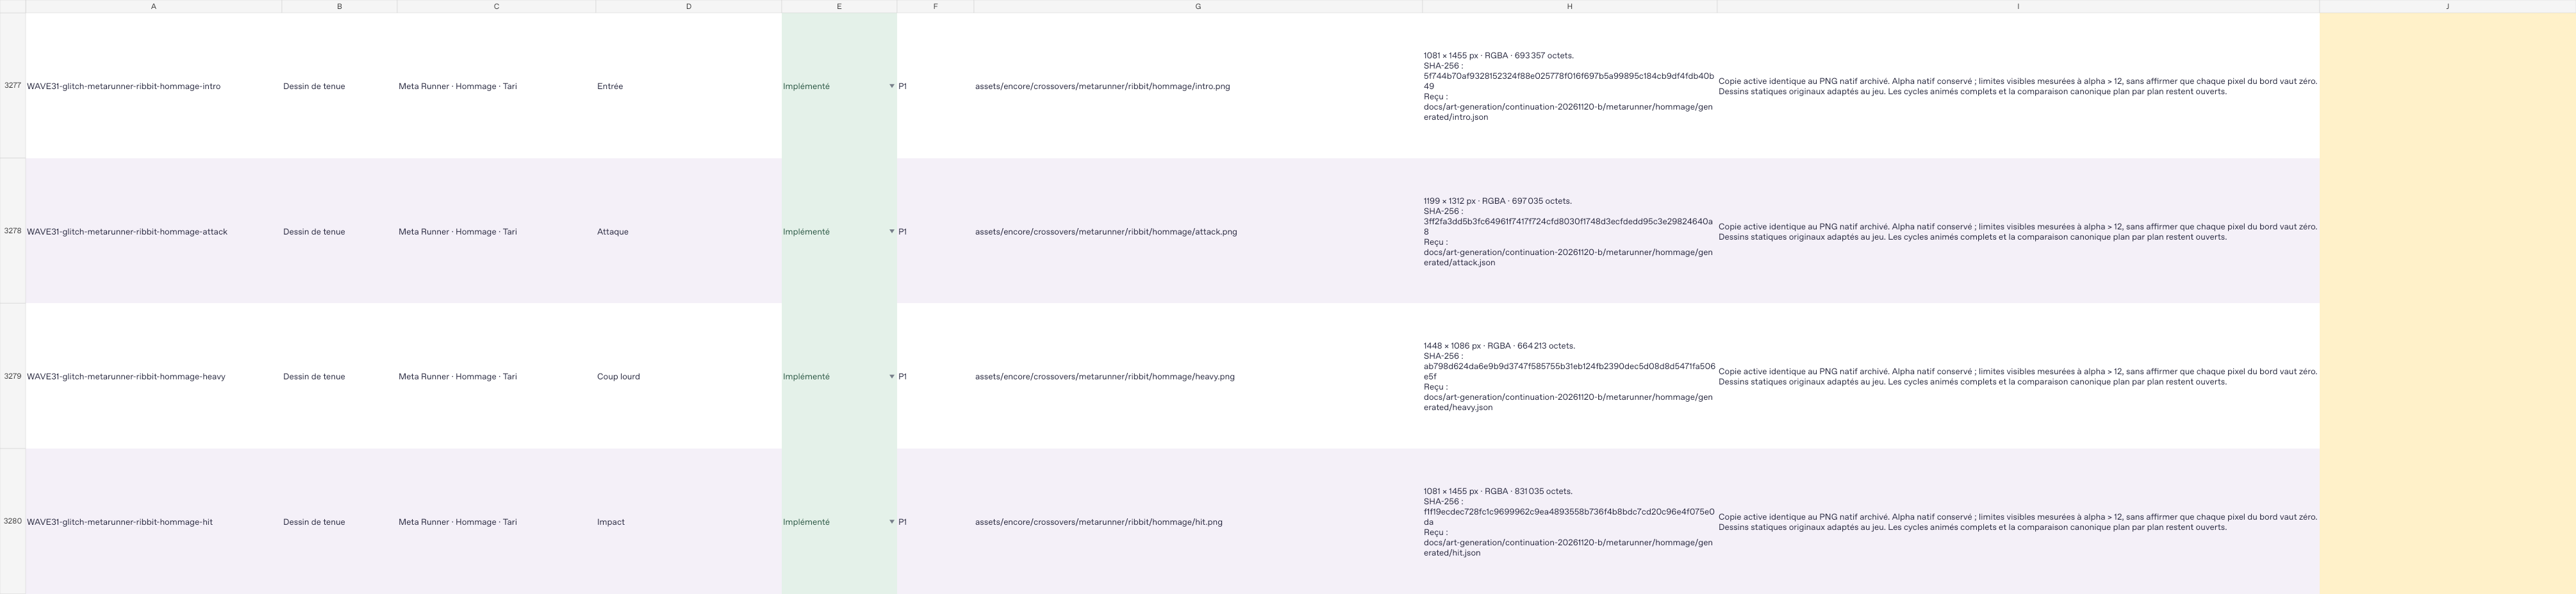 A B C D E F G H I J
3277 WAVE31-glitch-metarunner-ribbit-hommage-intro Dessin de tenue Meta Runner · Hommage · Tari Entrée Implémenté P1 assets/encore/crossovers/metarunner/ribbit/hommage/intro.png
1081 × 1455 px · RGBA · 693 357 octets.
SHA-256 :
5f744b70af9328152324f88e025778f016f697b5a99895c184cb9df4fdb40b
49
Reçu :
docs/art-generation/continuation-20261120-b/metarunner/hommage/gen
erated/intro.json
Copie active identique au PNG natif archivé. Alpha natif conservé ; limites visibles mesurées à alpha > 12, sans affirmer que chaque pixel du bord vaut zéro.
Dessins statiques originaux adaptés au jeu. Les cycles animés complets et la comparaison canonique plan par plan restent ouverts.
3278 WAVE31-glitch-metarunner-ribbit-hommage-attack Dessin de tenue Meta Runner · Hommage · Tari Attaque Implémenté P1 assets/encore/crossovers/metarunner/ribbit/hommage/attack.png
1199 × 1312 px · RGBA · 697 035 octets.
SHA-256 :
3ff2fa3dd5b3fc64961f7417f724cfd8030f1748d3ecfdedd95c3e29824640a
8
Reçu :
docs/art-generation/continuation-20261120-b/metarunner/hommage/gen
erated/attack.json
Copie active identique au PNG natif archivé. Alpha natif conservé ; limites visibles mesurées à alpha > 12, sans affirmer que chaque pixel du bord vaut zéro.
Dessins statiques originaux adaptés au jeu. Les cycles animés complets et la comparaison canonique plan par plan restent ouverts.
3279 WAVE31-glitch-metarunner-ribbit-hommage-heavy Dessin de tenue Meta Runner · Hommage · Tari Coup lourd Implémenté P1 assets/encore/crossovers/metarunner/ribbit/hommage/heavy.png
1448 × 1086 px · RGBA · 664 213 octets.
SHA-256 :
ab798d624da6e9b9d3747f585755b31eb124fb2390dec5d08d8d5471fa506
e5f
Reçu :
docs/art-generation/continuation-20261120-b/metarunner/hommage/gen
erated/heavy.json
Copie active identique au PNG natif archivé. Alpha natif conservé ; limites visibles mesurées à alpha > 12, sans affirmer que chaque pixel du bord vaut zéro.
Dessins statiques originaux adaptés au jeu. Les cycles animés complets et la comparaison canonique plan par plan restent ouverts.
3280 WAVE31-glitch-metarunner-ribbit-hommage-hit Dessin de tenue Meta Runner · Hommage · Tari Impact Implémenté P1 assets/encore/crossovers/metarunner/ribbit/hommage/hit.png
1081 × 1455 px · RGBA · 831 035 octets.
SHA-256 :
f1f19ecdec728fc1c9699962c9ea4893558b736f4b8bdc7cd20c96e4f075e0
da
Reçu :
docs/art-generation/continuation-20261120-b/metarunner/hommage/gen
erated/hit.json
Copie active identique au PNG natif archivé. Alpha natif conservé ; limites visibles mesurées à alpha > 12, sans affirmer que chaque pixel du bord vaut zéro.
Dessins statiques originaux adaptés au jeu. Les cycles animés complets et la comparaison canonique plan par plan restent ouverts.